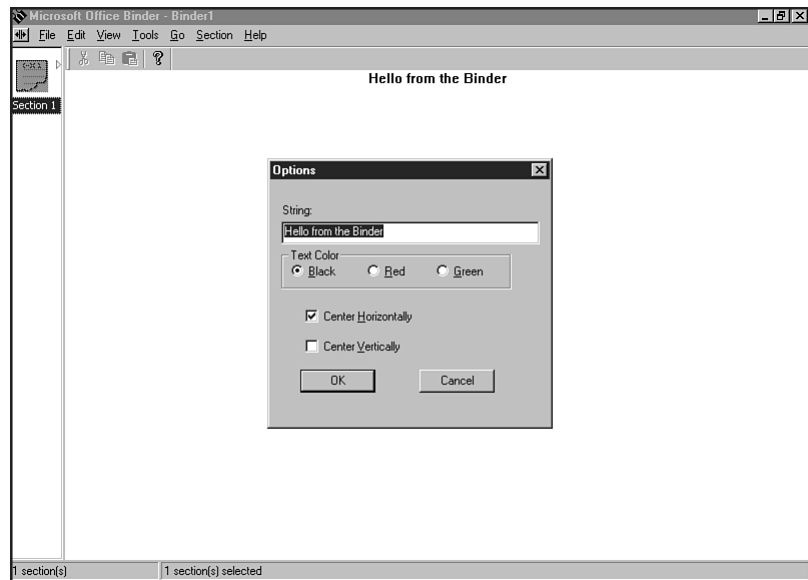 Microsoft Office Binder - Binder1
File Edit View Tools Go Section Help
Section 1
Hello from the Binder
Options
String:
Hello from the Binder
Text Color
Black Red Green
Center Horizontally
Center Vertically
OK Cancel
1 section(s) 1 section(s) selected